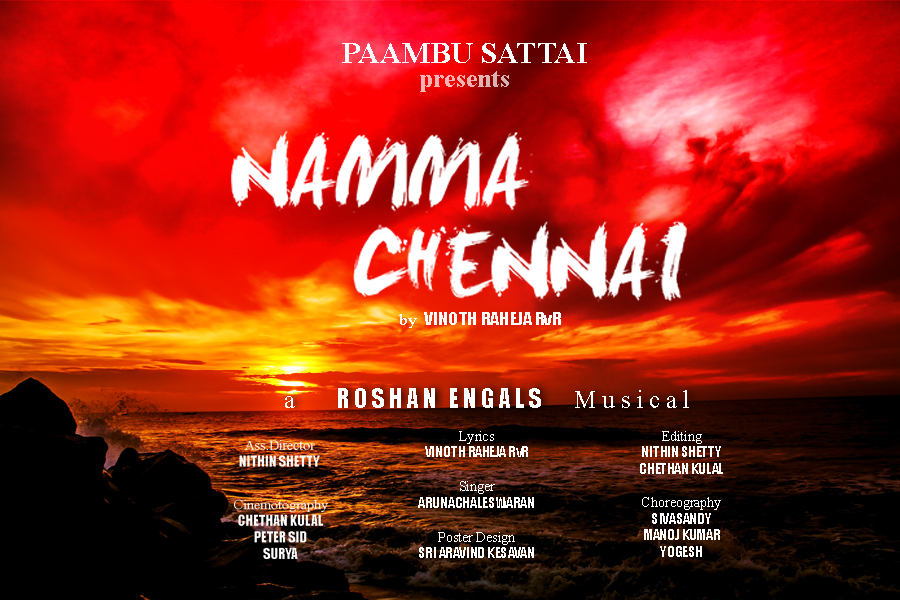 PAAMBU SATTAI
presents
NAMMA
CHENNAI
by VINOTH RAHEJA RvR
a ROSHAN ENGALS Musical
Ass.Director
NITHIN SHETTY
Cinemotography
CHETHAN KULAL
PETER SID
SURYA
Lyrics
VINOTH RAHEJA RvR
Singer
ARUNACHALESWARAN
Poster Design
SRI ARAVIND KESAVAN
Editing
NITHIN SHETTY
CHETHAN KULAL
Choreography
SIVASANDY
MANOJ KUMAR
YOGESH